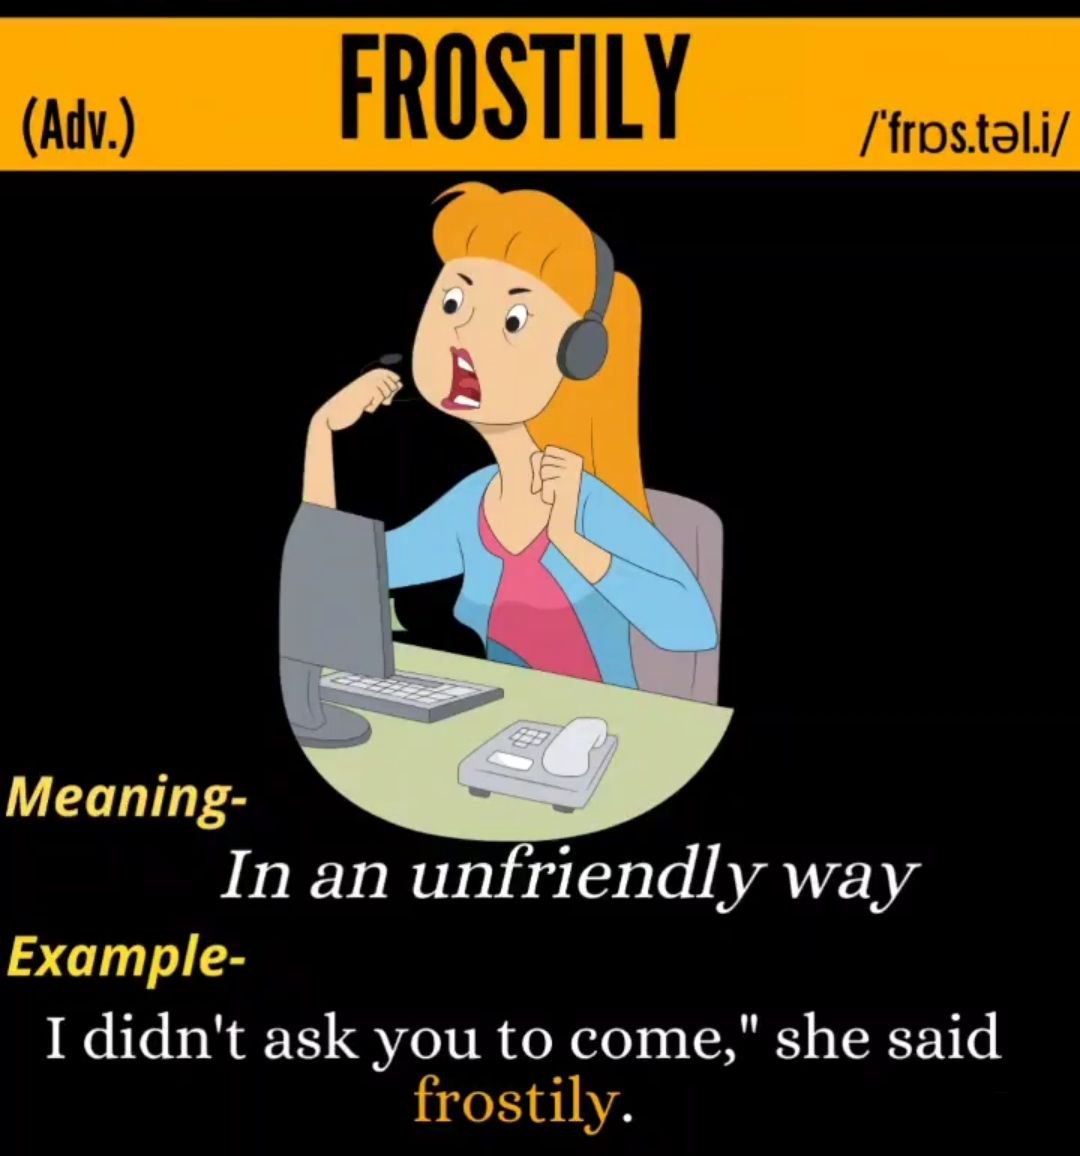 FROSTILY
(Adv.)
/'frɒs.təl.i/
Meaning-
In an unfriendly way
Example-
I didn't ask you to come," she said
frostily.